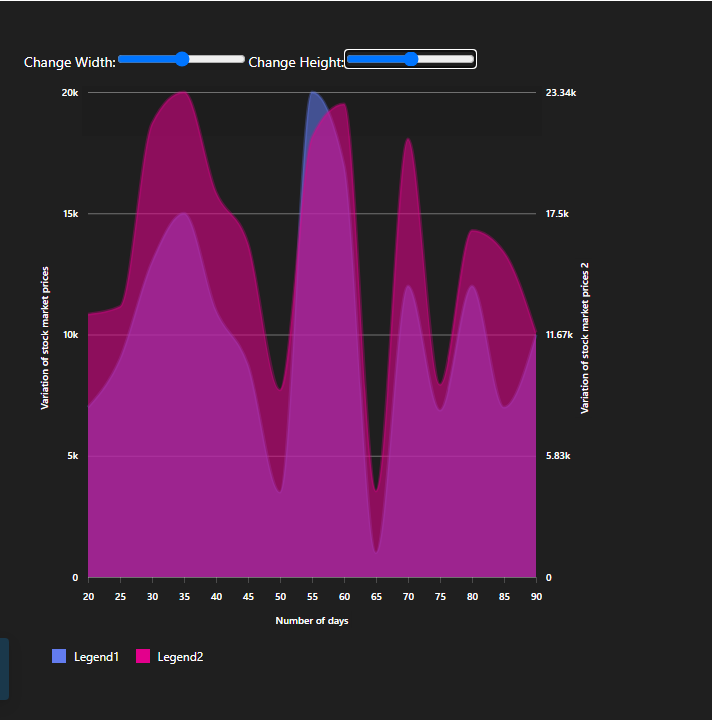 Change Width: Change Height:
20k 23.34k
15k 17.5k
10k 11.67k
5k 5.83k
0 0
Variation of stock market prices
Variation of stock market prices 2
20 25 30 35 40 45 50 55 60 65 70 75 80 85 90
Number of days
Legend1 Legend2